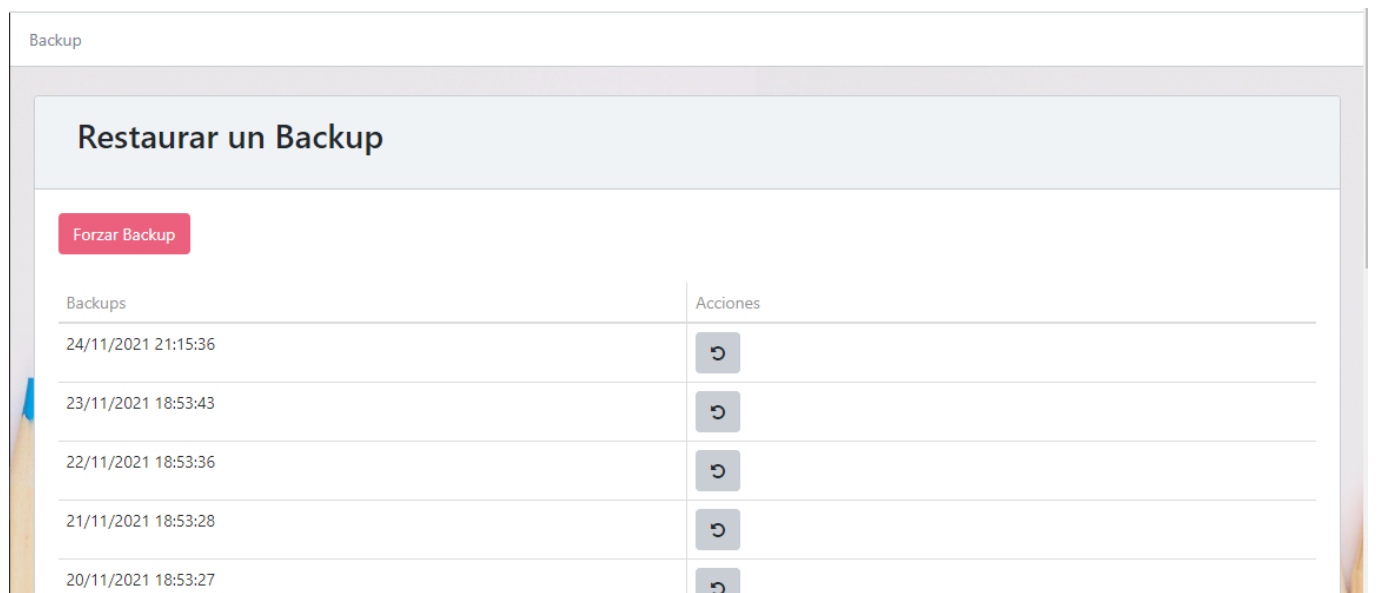 Backup
Restaurar un Backup
Forzar Backup
Backups Acciones
24/11/2021 21:15:36
23/11/2021 18:53:43
22/11/2021 18:53:36
21/11/2021 18:53:28
20/11/2021 18:53:27